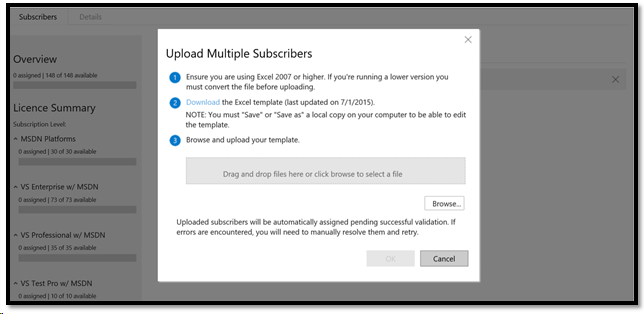 Subscribers
Details
Overview
0 assigned | 148 of 148 available
Licence Summary
Subscription Level:
MSDN Platforms
0 assigned | 30 of 30 available
VS Enterprise w/ MSDN
0 assigned | 73 of 73 available
VS Professional w/ MSDN
0 assigned | 35 of 35 available
VS Test Pro w/ MSDN
0 assigned | 10 of 10 available
Upload Multiple Subscribers
1 Ensure you are using Excel 2007 or higher. If you're running a lower version you
must convert the file before uploading.
2 Download the Excel template (last updated on 7/1/2015).
NOTE: You must "Save" or "Save as" a local copy on your computer to be able to edit
the template.
3 Browse and upload your template.
Drag and drop files here or click browse to select a file
Browse...
Uploaded subscribers will be automatically assigned pending successful validation. If
errors are encountered, you will need to manually resolve them and retry.
OK
Cancel